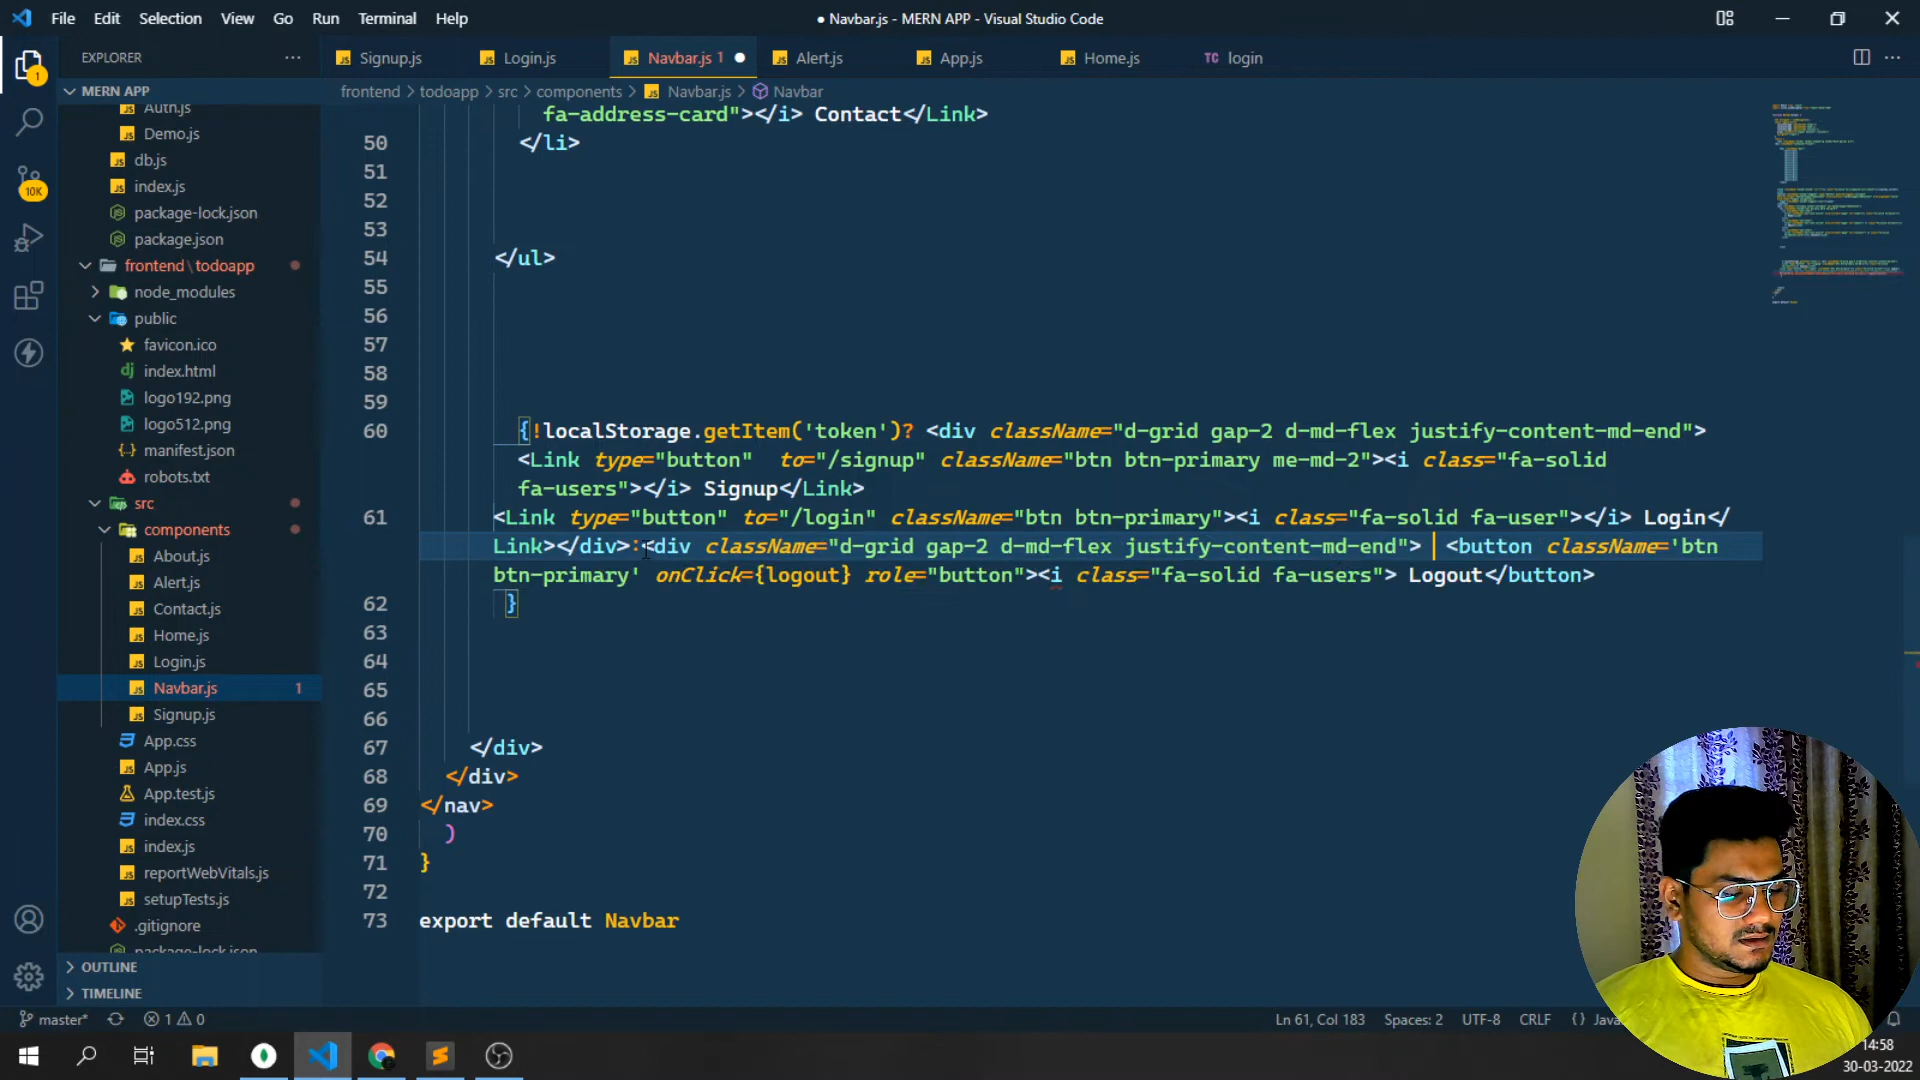 File Edit Selection View Go Run Terminal Help
● Navbar.js - MERN APP - Visual Studio Code
EXPLORER
Signup.js Login.js Navbar.js 1 Alert.js App.js Home.js TC login
MERN APP
frontend > todoapp > src > components > Navbar.js > Navbar
Auth.js
Demo.js
db.js
index.js
package-lock.json
package.json
frontend \ todoapp
node_modules
public
favicon.ico
index.html
logo192.png
logo512.png
manifest.json
robots.txt
src
components
About.js
Alert.js
Contact.js
Home.js
Login.js
Navbar.js 1
Signup.js
App.css
App.js
App.test.js
index.css
index.js
reportWebVitals.js
setupTests.js
.gitignore
package-lock.json
OUTLINE
TIMELINE
1
10K
fa-address-card"></i> Contact</Link>
50 </li>
51
52
53
54 </ul>
55
56
57
58
59
60 {!localStorage.getItem('token')? <div className="d-grid gap-2 d-md-flex justify-content-md-end">
<Link type="button"  to="/signup" className="btn btn-primary me-md-2"><i class="fa-solid
fa-users"></i> Signup</Link>
61 <Link type="button" to="/login" className="btn btn-primary"><i class="fa-solid fa-user"></i> Login</
Link></div>:<div className="d-grid gap-2 d-md-flex justify-content-md-end">  <button className='btn
btn-primary' onClick={logout} role="button"><i class="fa-solid fa-users"> Logout</button>
62 }
63
64
65
66
67 </div>
68 </div>
69 </nav>
70 )
71 }
72
73 export default Navbar
master* 1 0
Ln 61, Col 183 Spaces: 2 UTF-8 CRLF {}
14:58
30-03-2022